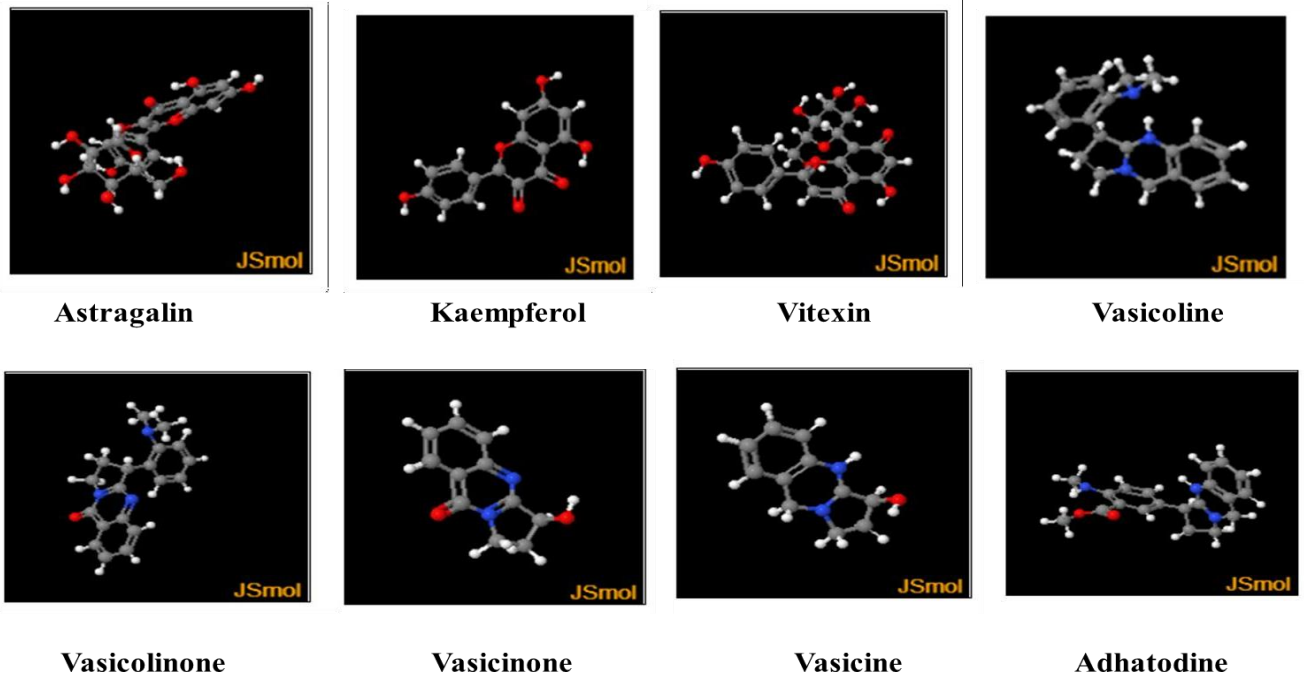 JSmol JSmol JSmol JSmol
Astragalin Kaempferol Vitexin Vasicoline
JSmol JSmol JSmol JSmol
Vasicolinone Vasicinone Vasicine Adhatodine